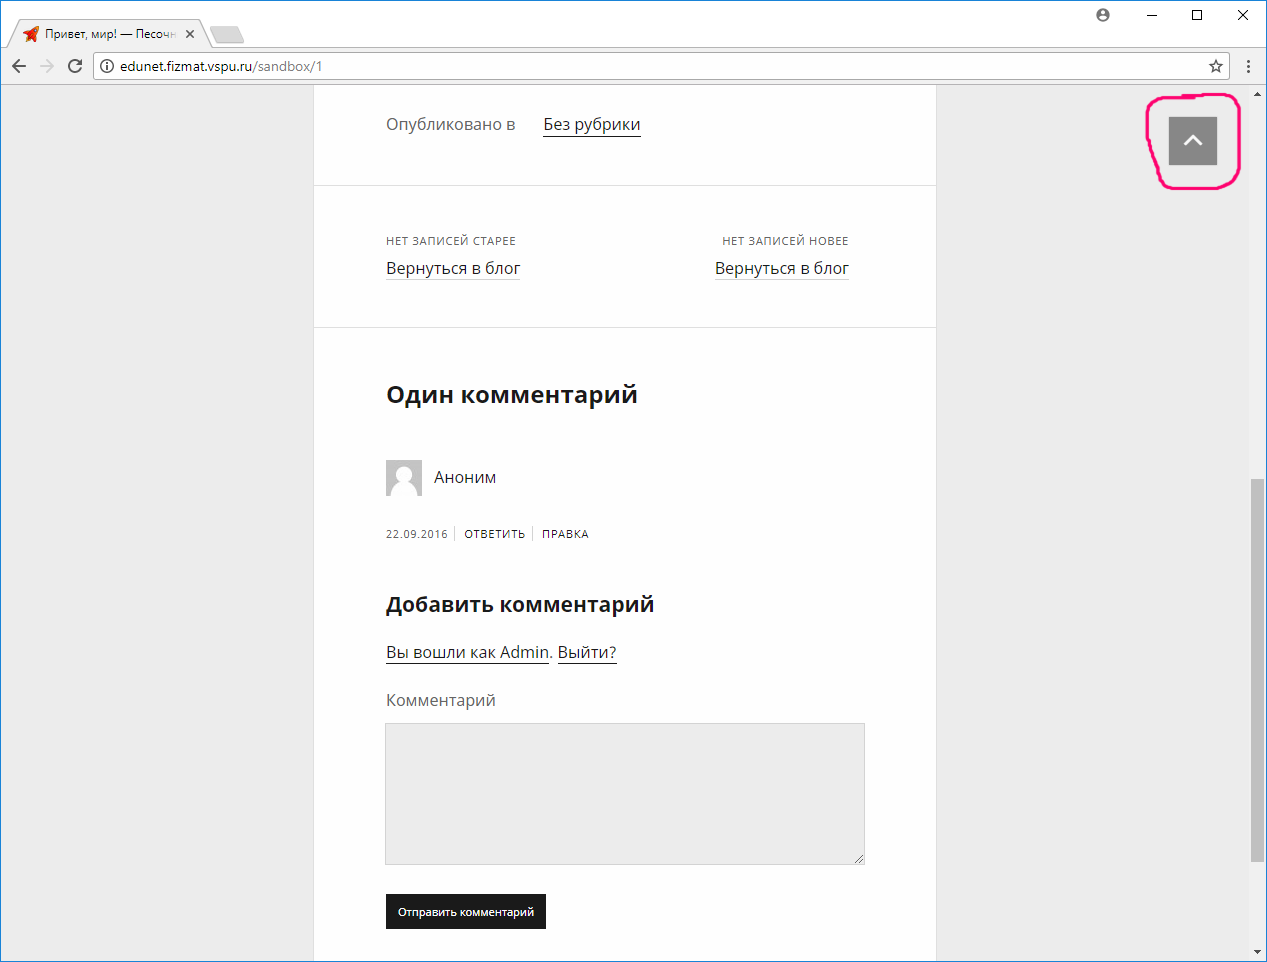 Привет, мир! — Песочн
edunet.fizmat.vspu.ru/sandbox/1
Опубликовано в Без рубрики
НЕТ ЗАПИСЕЙ СТАРЕЕ НЕТ ЗАПИСЕЙ НОВЕЕ
Вернуться в блог Вернуться в блог
Один комментарий
Аноним
22.09.2016 ОТВЕТИТЬ ПРАВКА
Добавить комментарий
Вы вошли как Admin. Выйти?
Комментарий
Отправить комментарий